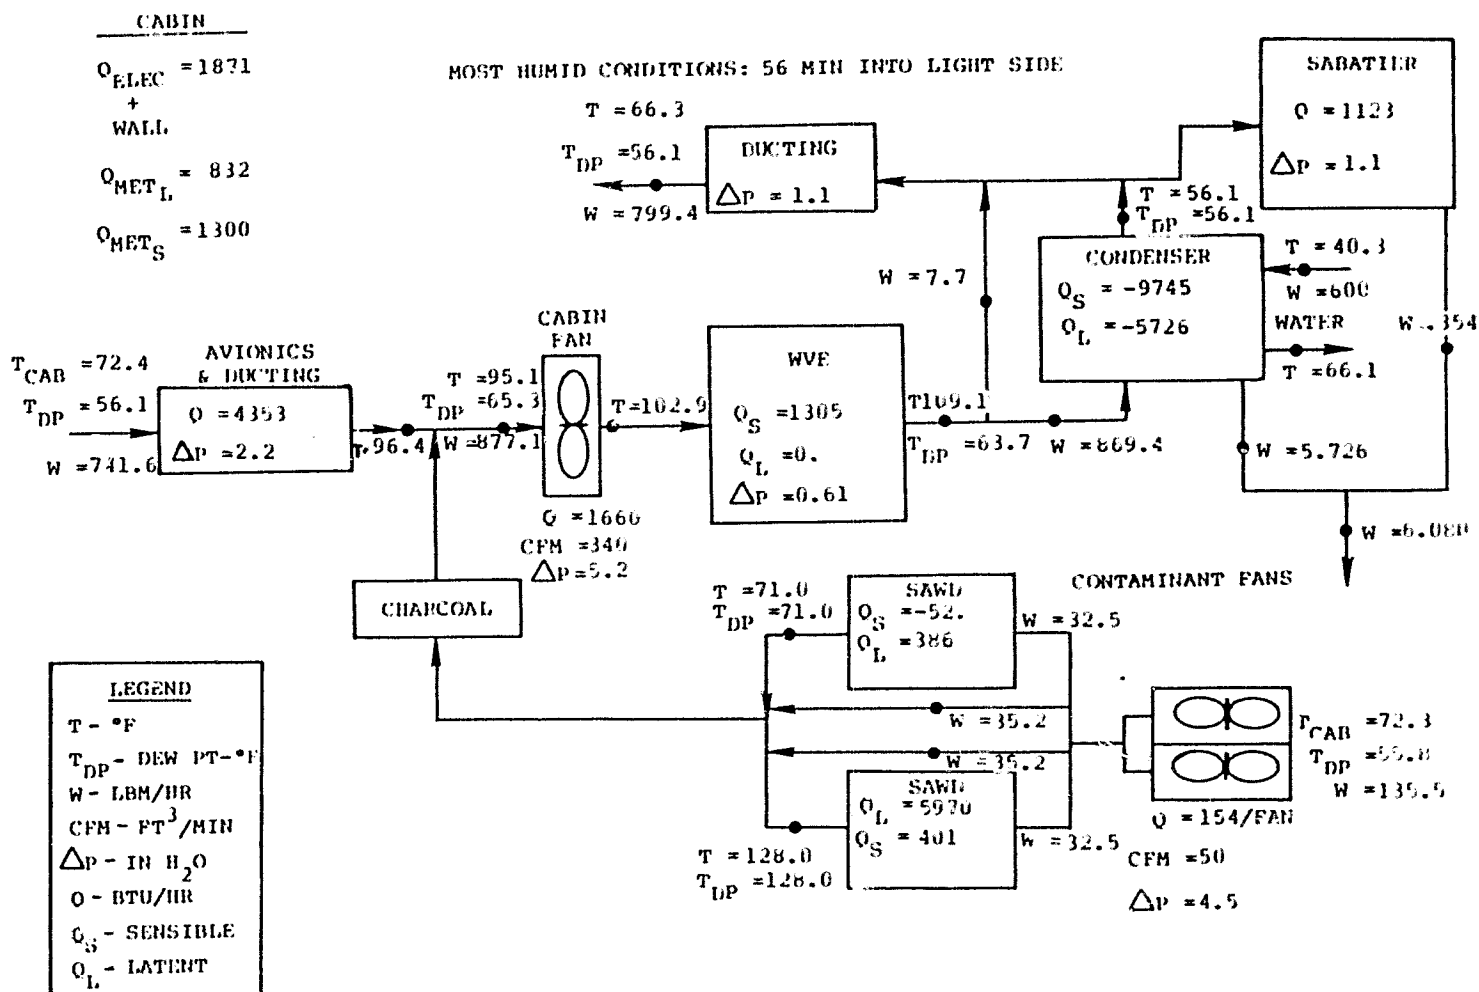 CABIN
Q_ELEC = 1871
+
WALL
Q_MET_L = 832
Q_MET_S = 1300
MOST HUMID CONDITIONS: 56 MIN INTO LIGHT SIDE
T = 66.3
T_DP = 56.1
W = 799.4
DUCTING
ΔP = 1.1
SABATIER
Q = 1123
ΔP = 1.1
T = 56.1
T_DP = 56.1
W = 7.7
CONDENSER
Q_S = -9745
Q_L = -5726
T = 40.3
W = 600
WATER
T = 66.1
W .354
T_CAB = 72.4
T_DP = 56.1
W = 741.6
AVIONICS
& DUCTING
Q = 4353
ΔP = 2.2
T 96.4
T = 95.1
T_DP = 65.3
W = 877.1
CABIN
FAN
Q = 1666
CFM = 340
ΔP = 5.2
T = 102.9
WVE
Q_S = 1305
Q_L = 0.
ΔP = 0.61
T 109.1
T_DP = 63.7
W = 869.4
W = 5.726
W = 6.080
CHARCOAL
CONTAMINANT FANS
T = 71.0
T_DP = 71.0
SAWD
Q_S = -52.
Q_L = 386
W = 32.5
W = 35.2
W = 35.2
SAWD
Q_L = 5970
Q_S = 401
W = 32.5
T = 128.0
T_DP = 128.0
T_CAB = 72.3
T_DP = 55.8
W = 135.5
Q = 154/FAN
CFM = 50
ΔP = 4.5
LEGEND
T - °F
T_DP - DEW PT-°F
W - LBM/HR
CFM - FT³/MIN
ΔP - IN H₂O
Q - BTU/HR
Q_S - SENSIBLE
Q_L - LATENT